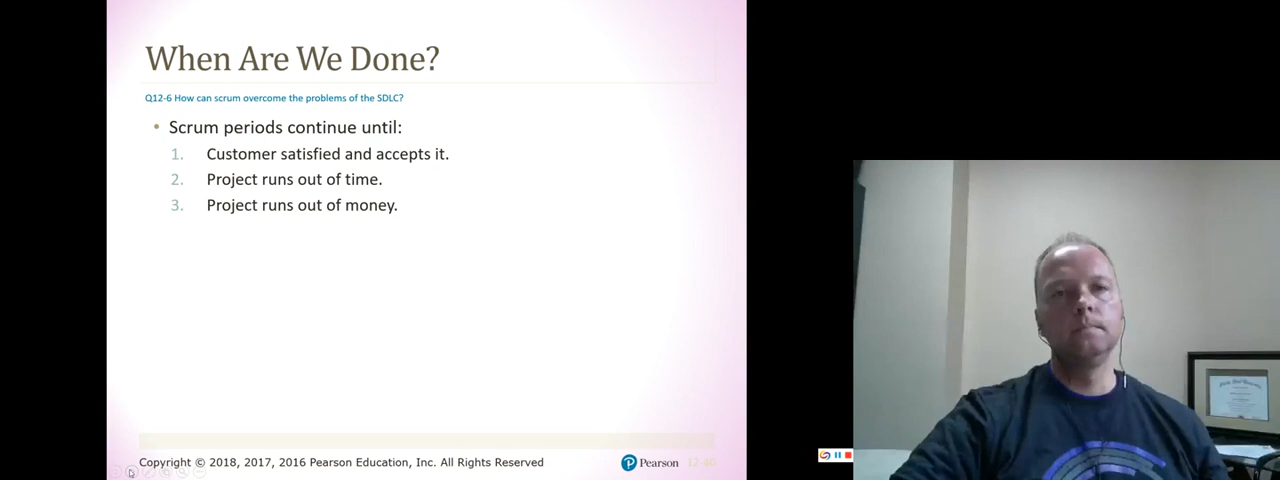 When Are We Done?
Q12-6 How can scrum overcome the problems of the SDLC?
• Scrum periods continue until:
1. Customer satisfied and accepts it.
2. Project runs out of time.
3. Project runs out of money.
Copyright © 2018, 2017, 2016 Pearson Education, Inc. All Rights Reserved
Pearson
12-40